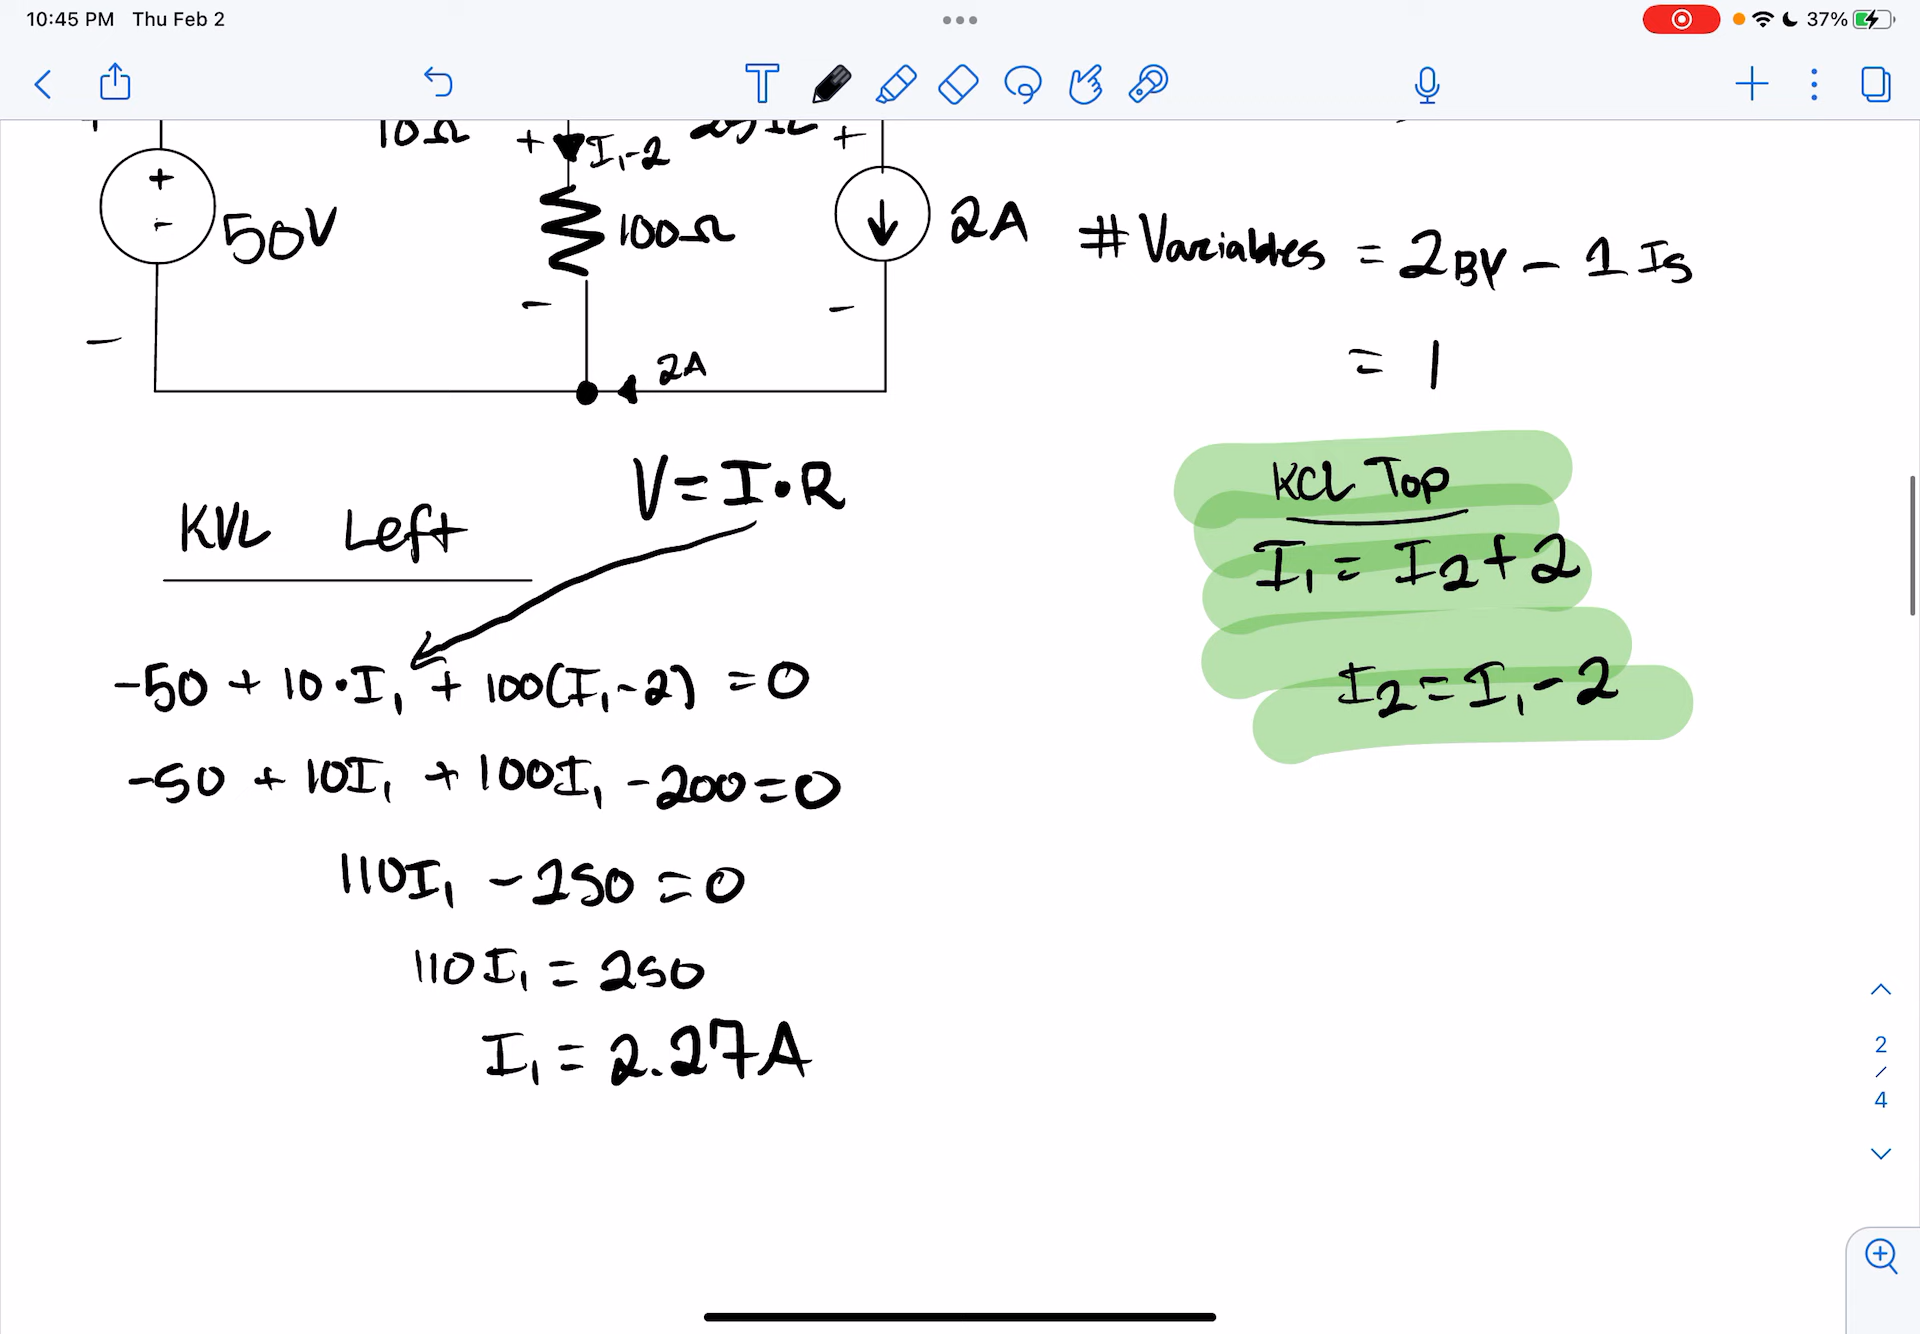 10:45 PM Thu Feb 2
37%
T
10Ω + I₁-2 25Ω +
+
-
50V 100Ω 2A
- - -
2A
#Variables = 2BV - 1Is
= 1
V=I•R
KVL Left
-50 + 10•I₁ + 100(I₁-2) = 0
-50 + 10I₁ + 100I₁ - 200 = 0
110I₁ - 250 = 0
110I₁ = 250
I₁ = 2.27A
KCL Top
I₁ = I2+2
I2 = I₁-2
2
/
4